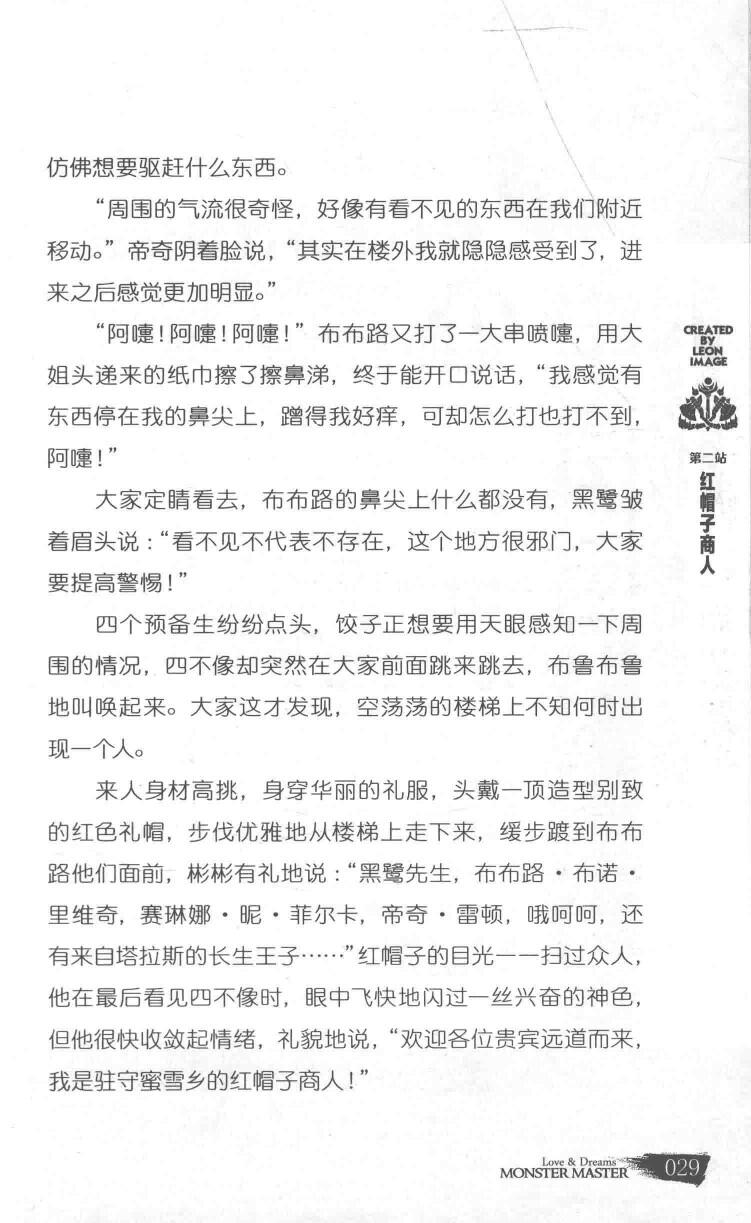 仿佛想要驱赶什么东西。
“周围的气流很奇怪，好像有看不见的东西在我们附近
移动。”帝奇阴着脸说，“其实在楼外我就隐隐感受到了，进
来之后感觉更加明显。”
“阿嚏！阿嚏！阿嚏！”布布路又打了一大串喷嚏，用大
姐头递来的纸巾擦了擦鼻涕，终于能开口说话，“我感觉有
东西停在我的鼻尖上，蹭得我好痒，可却怎么打也打不到，
阿嚏！”
大家定睛看去，布布路的鼻尖上什么都没有，黑鹭皱
着眉头说：“看不见不代表不存在，这个地方很邪门，大家
要提高警惕！”
四个预备生纷纷点头，饺子正想要用天眼感知一下周
围的情况，四不像却突然在大家前面跳来跳去，布鲁布鲁
地叫唤起来。大家这才发现，空荡荡的楼梯上不知何时出
现一个人。
来人身材高挑，身穿华丽的礼服，头戴一顶造型别致
的红色礼帽，步伐优雅地从楼梯上走下来，缓步踱到布布
路他们面前，彬彬有礼地说：“黑鹭先生，布布路·布诺·
里维奇，赛琳娜·昵·菲尔卡，帝奇·雷顿，哦呵呵，还
有来自塔拉斯的长生王子……”红帽子的目光一一扫过众人，
他在最后看见四不像时，眼中飞快地闪过一丝兴奋的神色，
但他很快收敛起情绪，礼貌地说，“欢迎各位贵宾远道而来，
我是驻守蜜雪乡的红帽子商人！”
CREATED
BY
LEON
IMAGE
第二站
红帽子商人
Love & Dreams
MONSTER MASTER
029